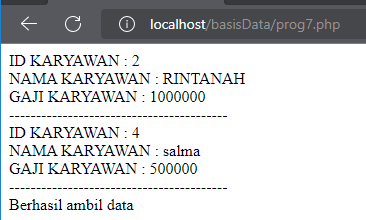 localhost/basisData/prog7.php
ID KARYAWAN : 2
NAMA KARYAWAN : RINTANAH
GAJI KARYAWAN : 1000000
----------------------------------------
ID KARYAWAN : 4
NAMA KARYAWAN : salma
GAJI KARYAWAN : 500000
----------------------------------------
Berhasil ambil data